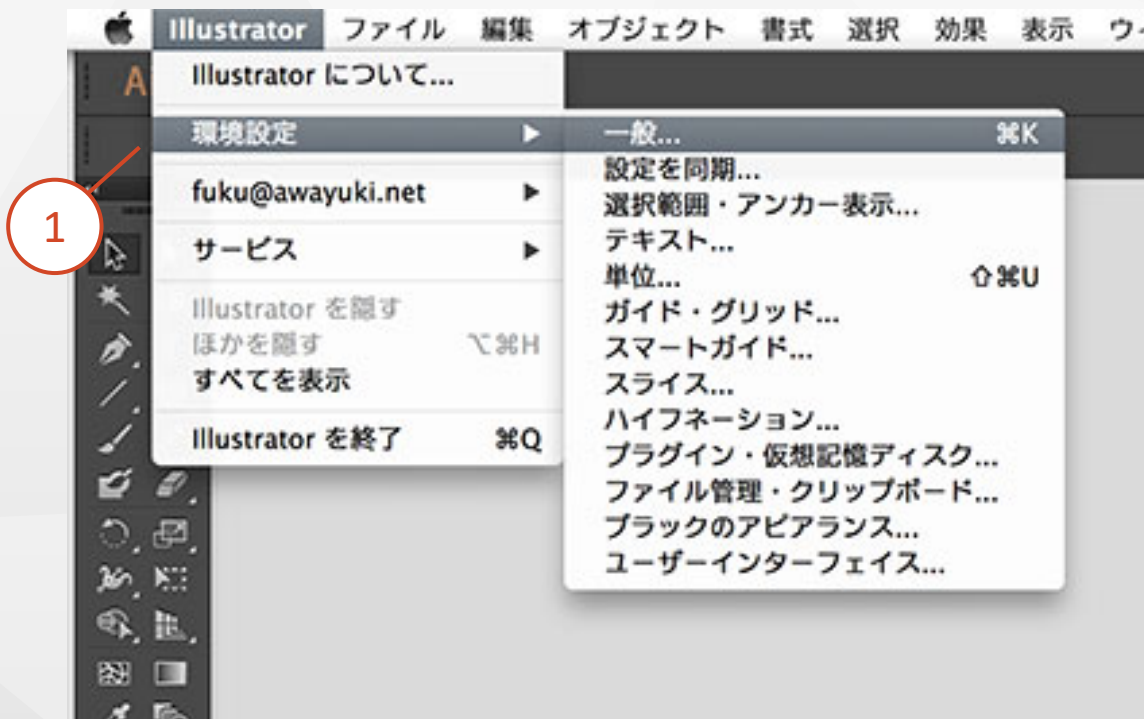 Illustrator ファイル 編集 オブジェクト 書式 選択 効果 表示
A
Illustrator について...
環境設定 ▶
fuku@awayuki.net ▶
サービス ▶
Illustrator を隠す
ほかを隠す ⌥⌘H
すべてを表示
Illustrator を終了 ⌘Q
一般... ⌘K
設定を同期...
選択範囲・アンカー表示...
テキスト...
単位... ⇧⌘U
ガイド・グリッド...
スマートガイド...
スライス...
ハイフネーション...
プラグイン・仮想記憶ディスク...
ファイル管理・クリップボード...
ブラックのアピアランス...
ユーザーインターフェイス...
1